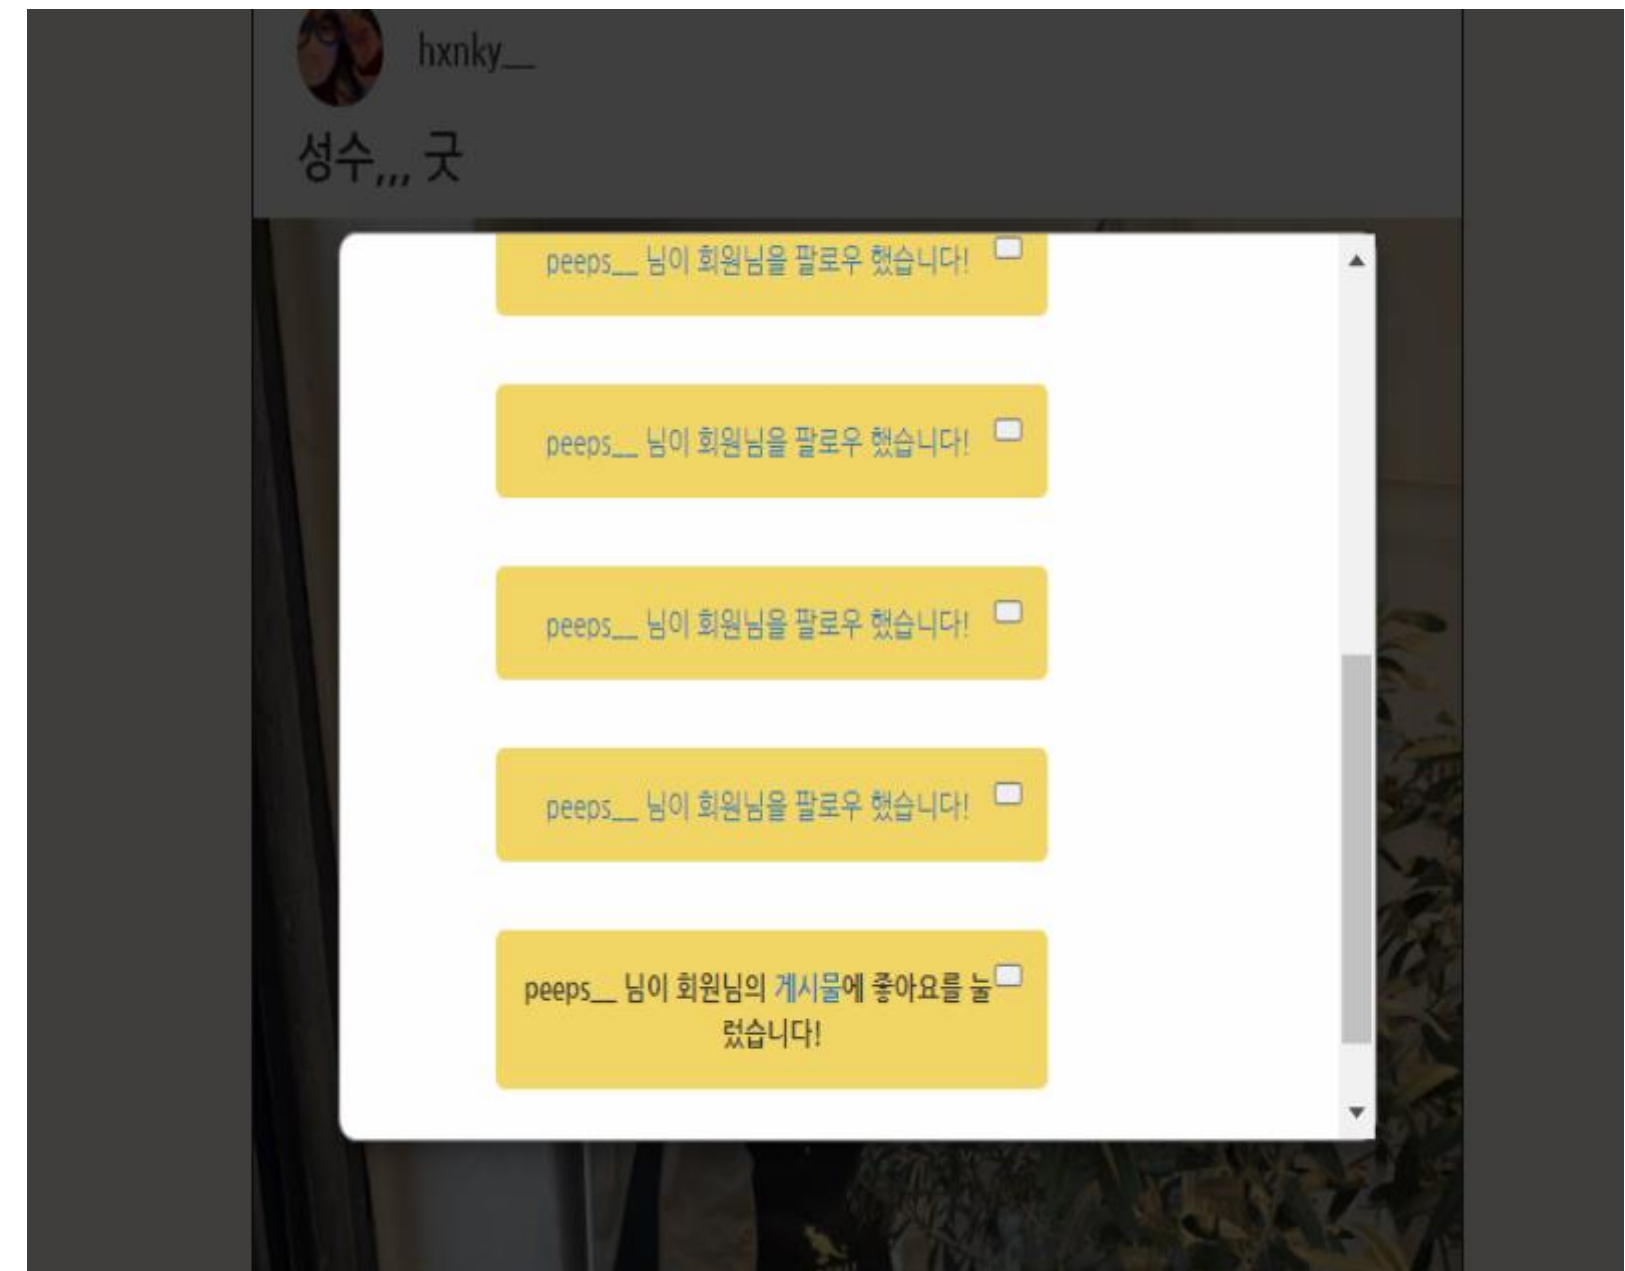 hxnky__
성수,,, 굿
peeps__ 님이 회원님을 팔로우 했습니다!
peeps__ 님이 회원님을 팔로우 했습니다!
peeps__ 님이 회원님을 팔로우 했습니다!
peeps__ 님이 회원님을 팔로우 했습니다!
peeps__ 님이 회원님의 게시물에 좋아요를 눌
렀습니다!